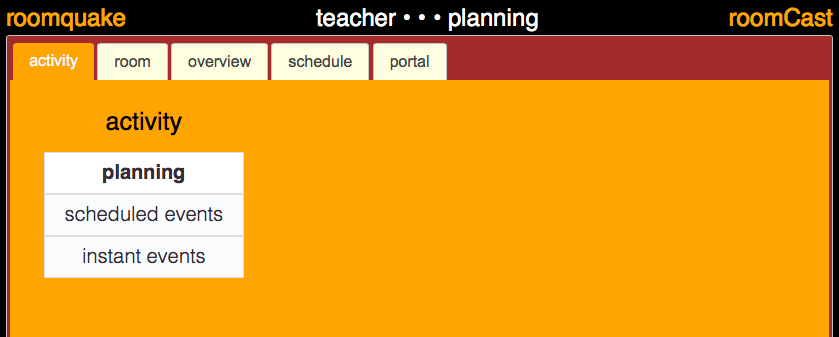 roomquake teacher • • • planning roomCast
activity room overview schedule portal
activity
planning
scheduled events
instant events